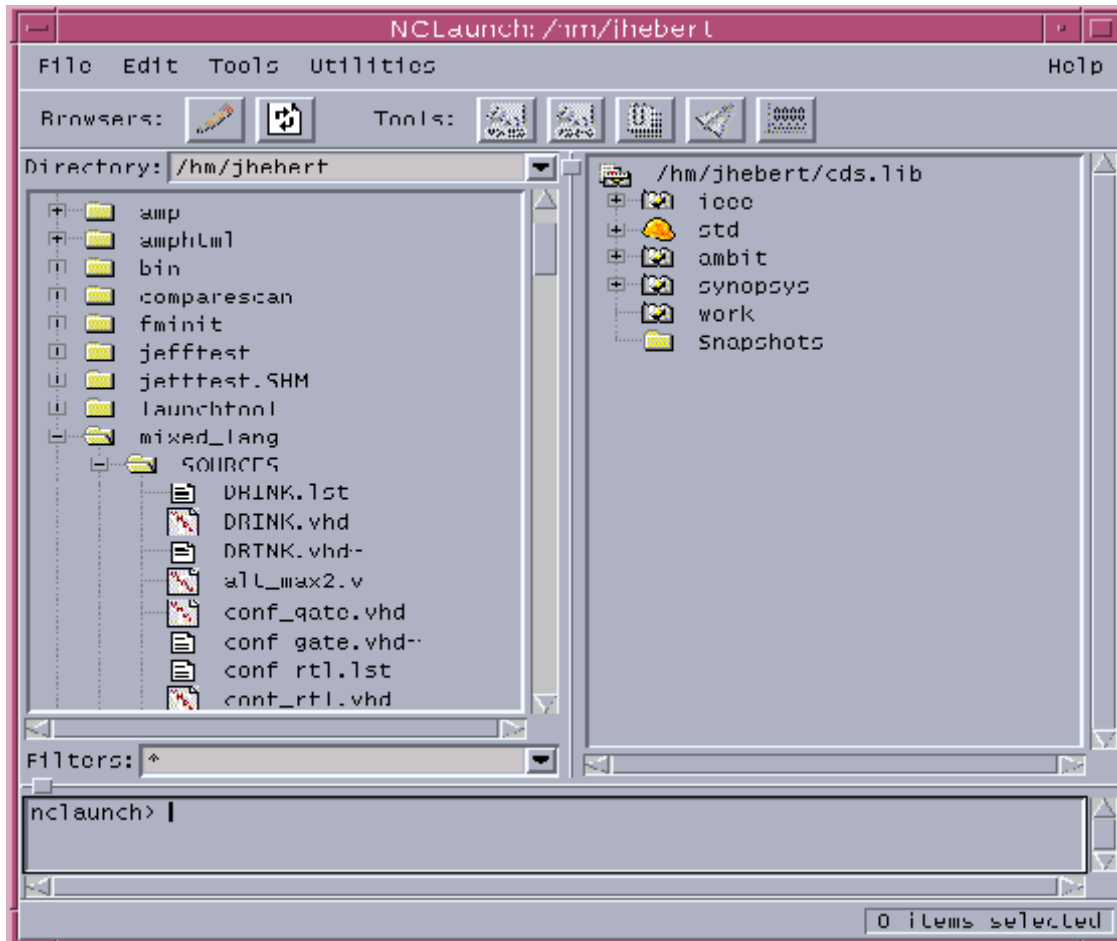 NCLaunch: /hm/jhebert
File Edit Tools Utilities Help
Browsers: Tools:
Directory: /hm/jhebert
amp
amphtml
bin
comparescan
fminit
jefftest
jefftest.SHM
launchtool
mixed_lang
SOURCES
DRINK.lst
DRINK.vhd
DRINK.vhd~
alt_max2.v
conf_gate.vhd
conf_gate.vhd~
conf_rtl.lst
conf_rtl.vhd
Filters: *
/hm/jhebert/cds.lib
ieee
std
ambit
synopsys
work
Snapshots
nclaunch>
0 items selected